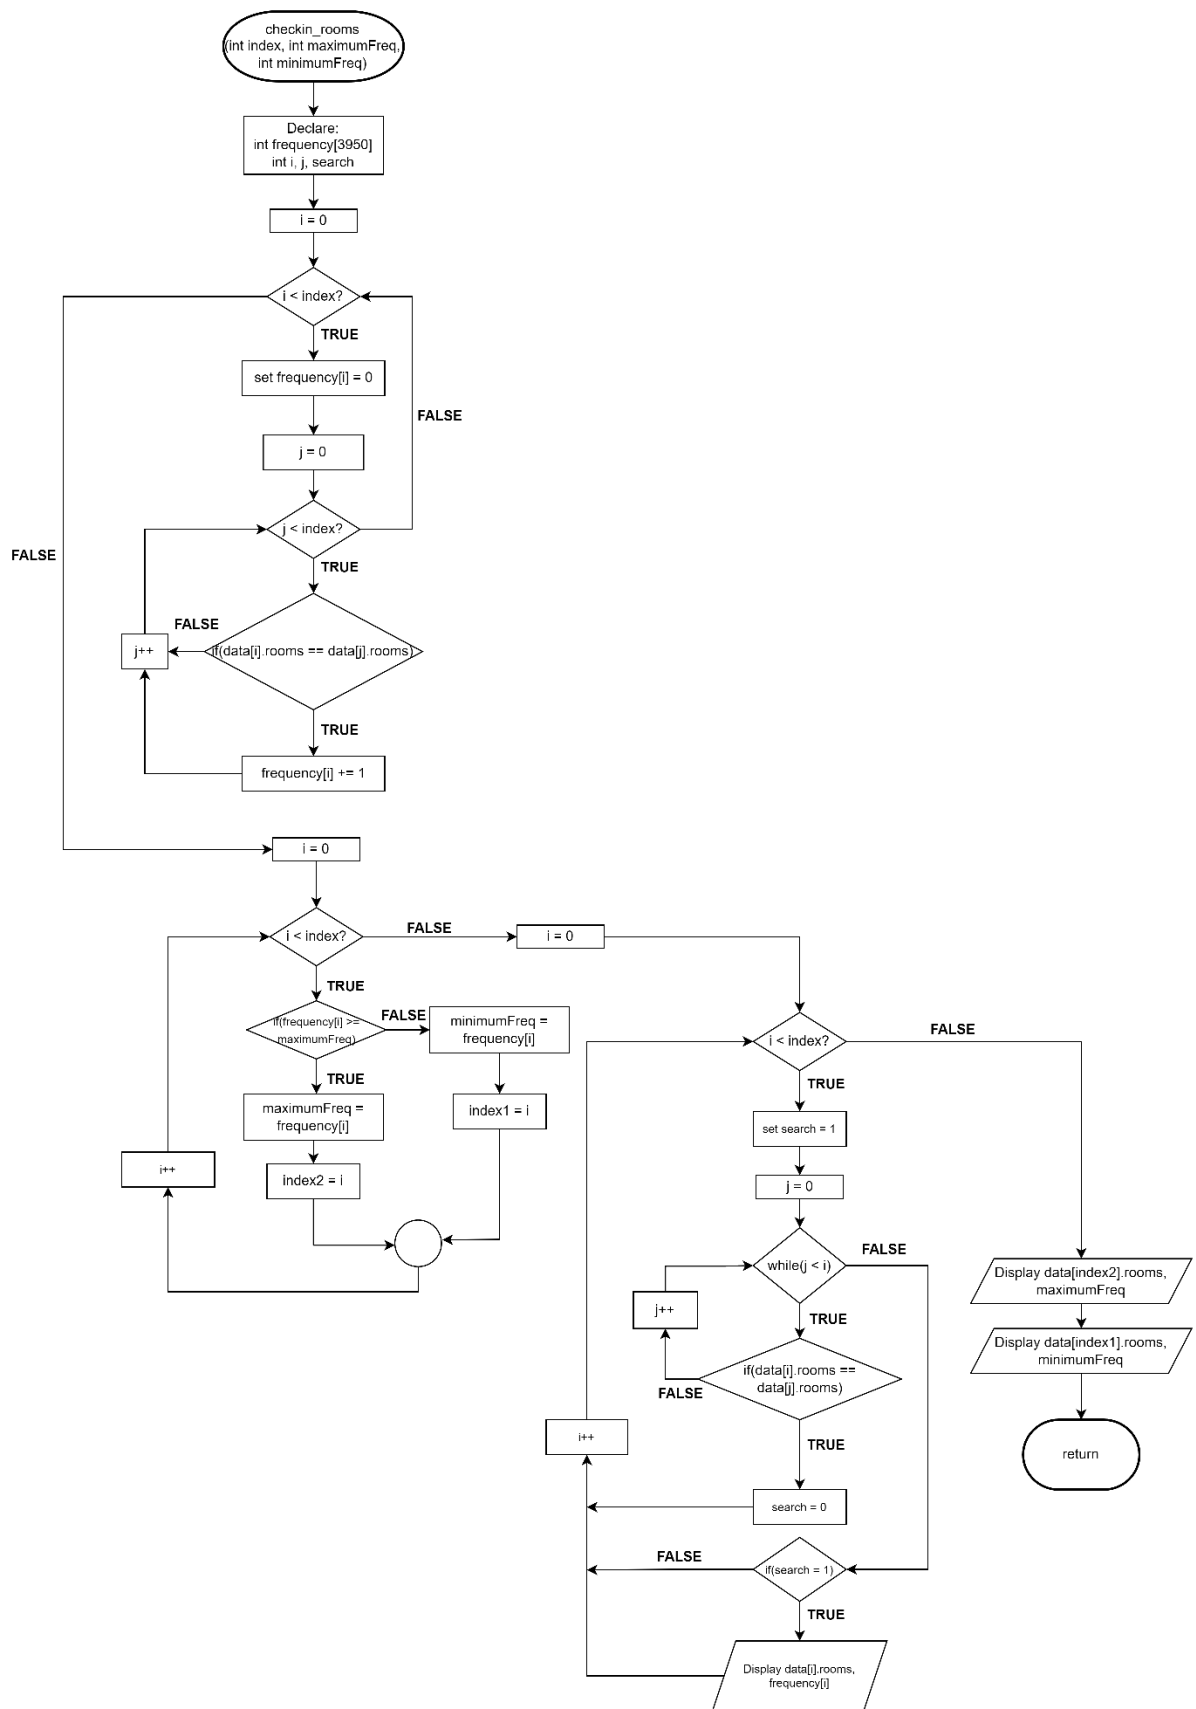 checkin_rooms
(int index, int maximumFreq,
int minimumFreq)
Declare:
int frequency[3950]
int i, j, search
i = 0
i < index?
TRUE
set frequency[i] = 0
FALSE
j = 0
j < index?
FALSE
TRUE
FALSE
j++
if(data[i].rooms == data[j].rooms)
TRUE
frequency[i] += 1
i = 0
i < index?
FALSE
i = 0
TRUE
if(frequency[i] >=
maximumFreq)
FALSE
minimumFreq =
frequency[i]
TRUE
maximumFreq =
frequency[i]
index1 = i
i++
index2 = i
i < index?
FALSE
TRUE
set search = 1
j = 0
while(j < i)
FALSE
j++
TRUE
if(data[i].rooms ==
data[j].rooms)
FALSE
i++
TRUE
search = 0
FALSE
if(search = 1)
TRUE
Display data[i].rooms,
frequency[i]
Display data[index2].rooms,
maximumFreq
Display data[index1].rooms,
minimumFreq
return